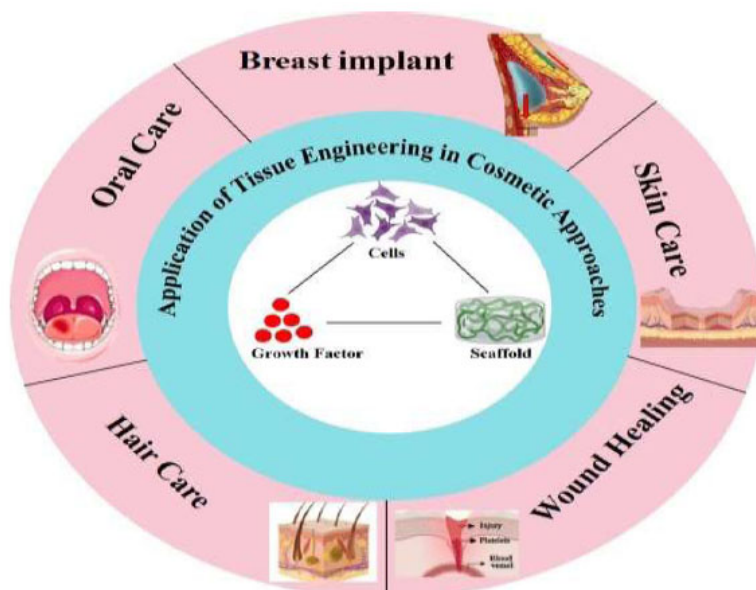 Breast implant
Oral Care
Skin Care
Application of Tissue Engineering in Cosmetic Approaches
Cells
Growth Factor
Scaffold
Hair Care
Wound Healing
Injury
Platelets
Blood
vessel